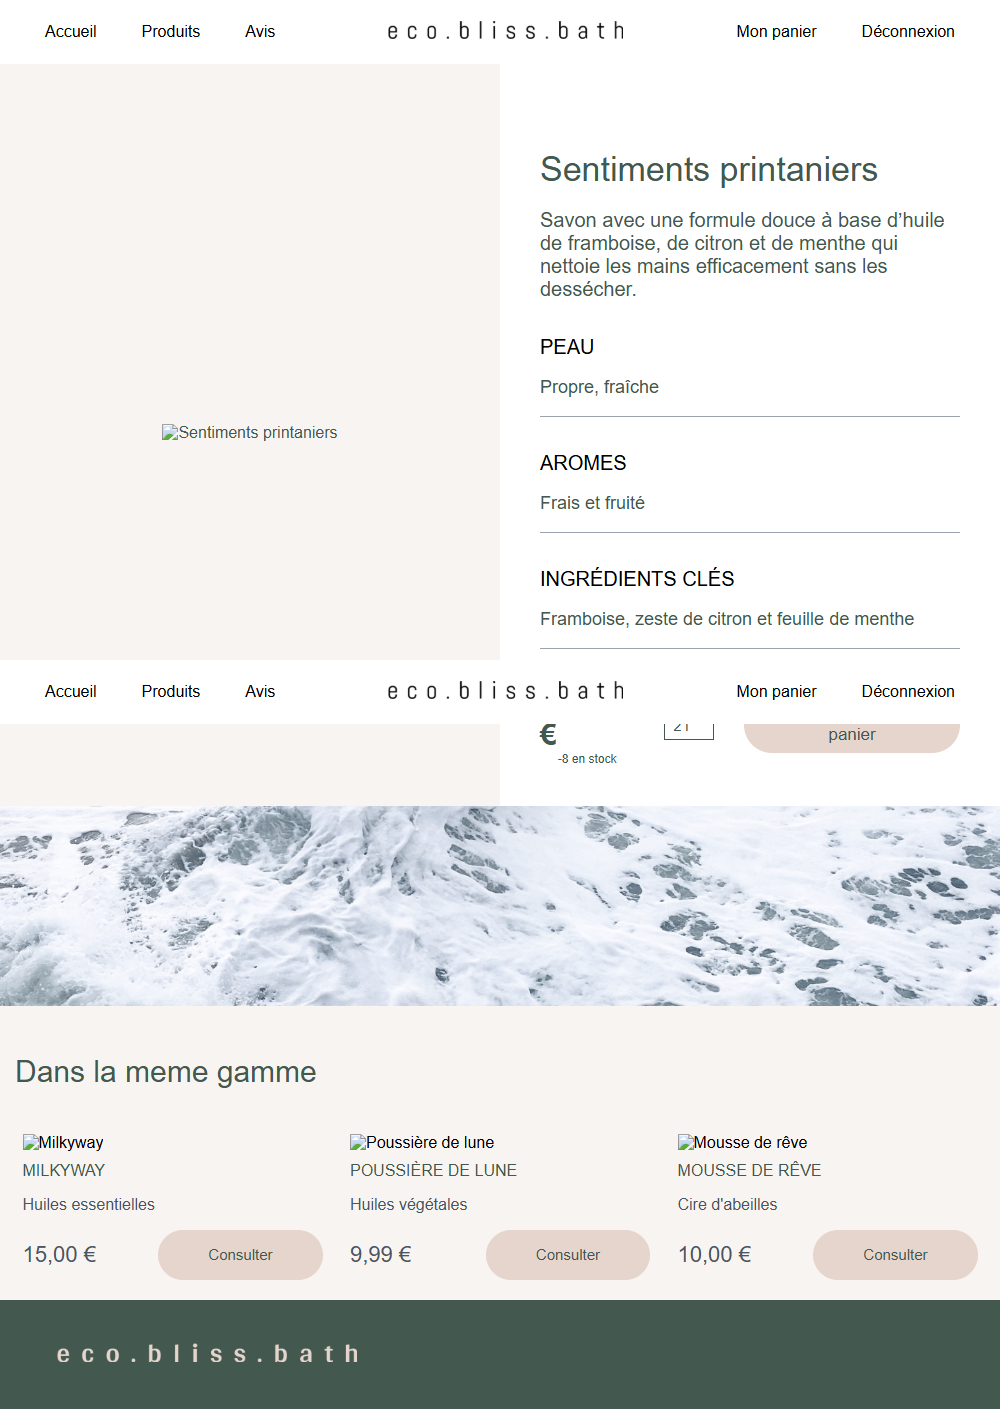 Accueil Produits Avis eco.bliss.bath Mon panier Déconnexion
Sentiments printaniers
Savon avec une formule douce à base d’huile
de framboise, de citron et de menthe qui
nettoie les mains efficacement sans les
dessécher.
PEAU
Propre, fraîche
Sentiments printaniers
AROMES
Frais et fruité
INGRÉDIENTS CLÉS
Framboise, zeste de citron et feuille de menthe
Accueil Produits Avis eco.bliss.bath Mon panier Déconnexion
€ 21 panier
-8 en stock
Dans la meme gamme
Milkyway Poussière de lune Mousse de rêve
MILKYWAY POUSSIÈRE DE LUNE MOUSSE DE RÊVE
Huiles essentielles Huiles végétales Cire d'abeilles
15,00 € Consulter 9,99 € Consulter 10,00 € Consulter
eco.bliss.bath